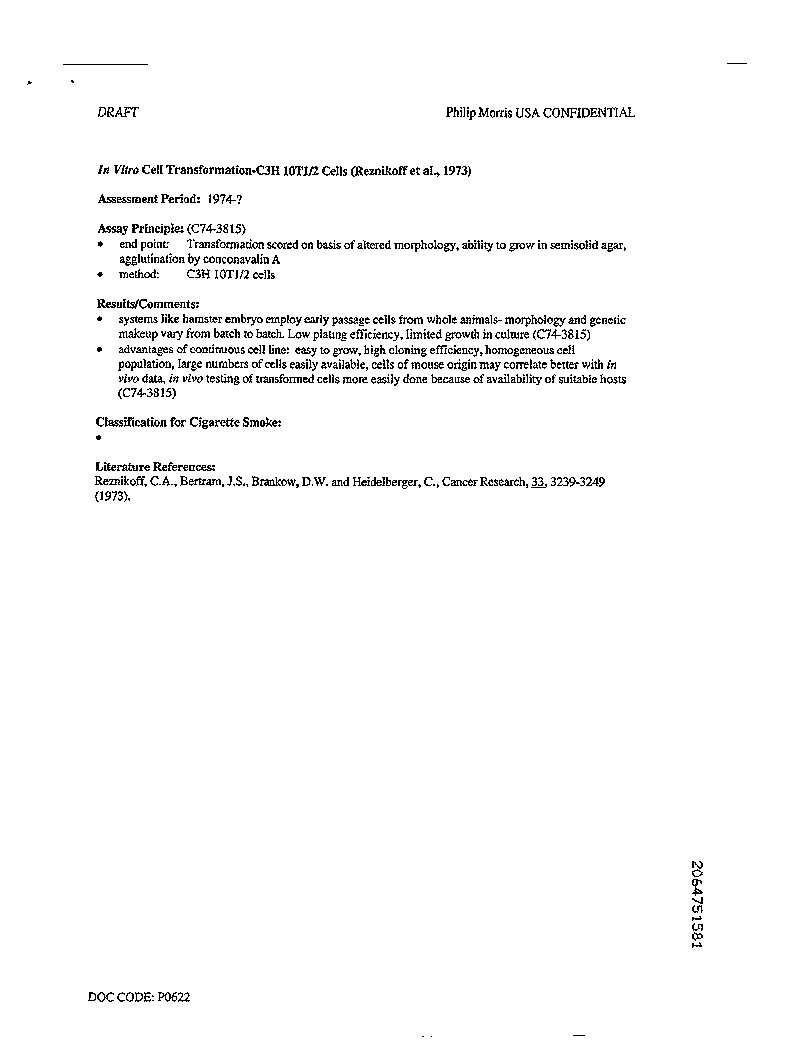 DRAFT
Philip Morris USA CONFIDENTIAL
In Vitro Cell Transformation-C3H 10T1/2 Cells (Reznikoff et al., 1973)
Assessment Period: 1974-?
Assay Principle: (C74-3815)
• end point: Transformation scored on basis of altered morphology, ability to grow in semisolid agar,
agglutination by conconavalin A
• method: C3H 10T1/2 cells
Results/Comments:
• systems like hamster embryo employ early passage cells from whole animals- morphology and genetic
makeup vary from batch to batch. Low plating efficiency, limited growth in culture (C74-3815)
• advantages of continuous cell line: easy to grow, high cloning efficiency, homogeneous cell
population, large numbers of cells easily available, cells of mouse origin may correlate better with in
vivo data, in vivo testing of transformed cells more easily done because of availability of suitable hosts
(C74-3815)
Classification for Cigarette Smoke:
•
Literature References:
Reznikoff, C.A., Bertram, J.S., Brankow, D.W. and Heidelberger, C., Cancer Research, 33, 3239-3249
(1973).
2064751581
DOC CODE: P0622